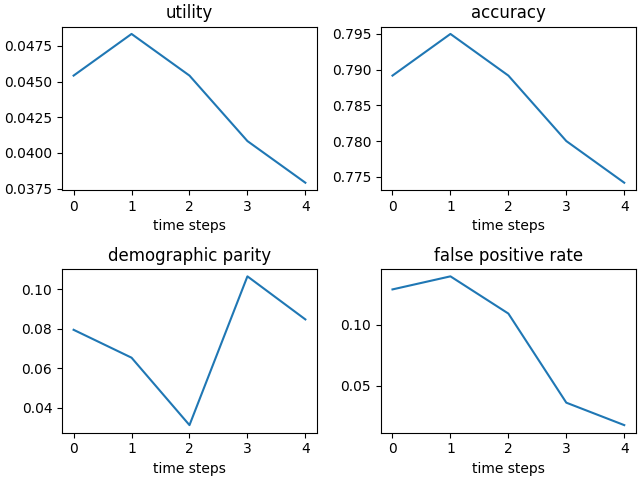 utility
0.0475
0.0450
0.0425
0.0400
0.0375
0 1 2 3 4
time steps
accuracy
0.795
0.790
0.785
0.780
0.775
0 1 2 3 4
time steps
demographic parity
0.10
0.08
0.06
0.04
0 1 2 3 4
time steps
false positive rate
0.10
0.05
0 1 2 3 4
time steps